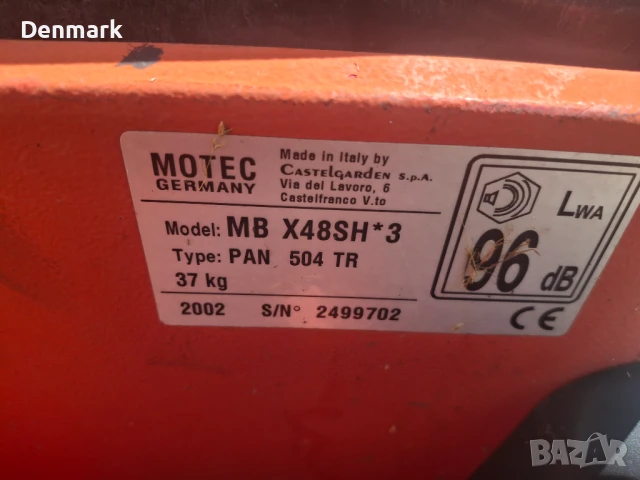 Denmark
MOTEC
GERMANY
Made in Italy by
CASTELGARDEN S.p.A.
Via del Lavoro, 6
Castelfranco V.to
Model: MB X48SH*3
Type: PAN 504 TR
37 kg
2002 S/N° 2499702
LWA
96 dB
CE
BAZAR